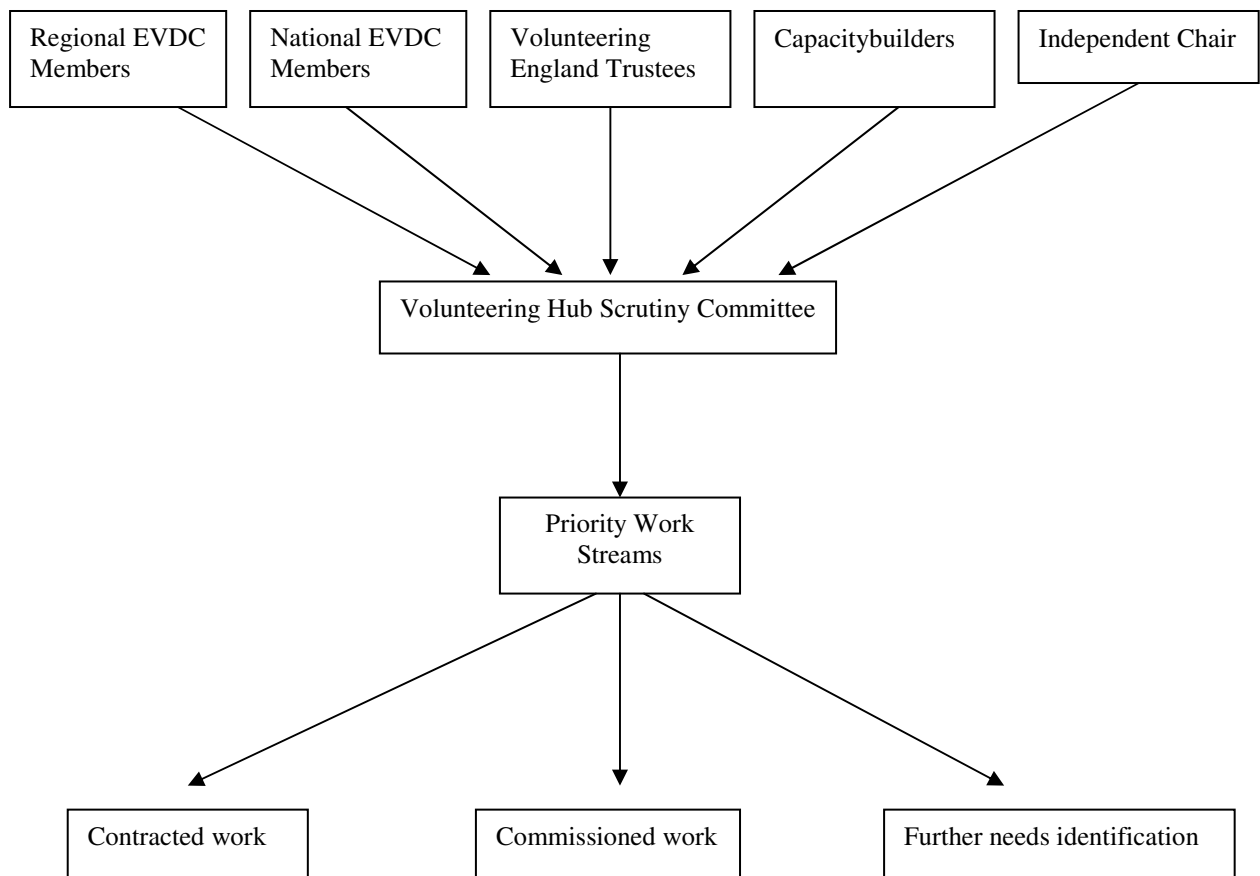 Regional EVDC
Members
National EVDC
Members
Volunteering
England Trustees
Capacitybuilders
Independent Chair
Volunteering Hub Scrutiny Committee
Priority Work
Streams
Contracted work
Commissioned work
Further needs identification